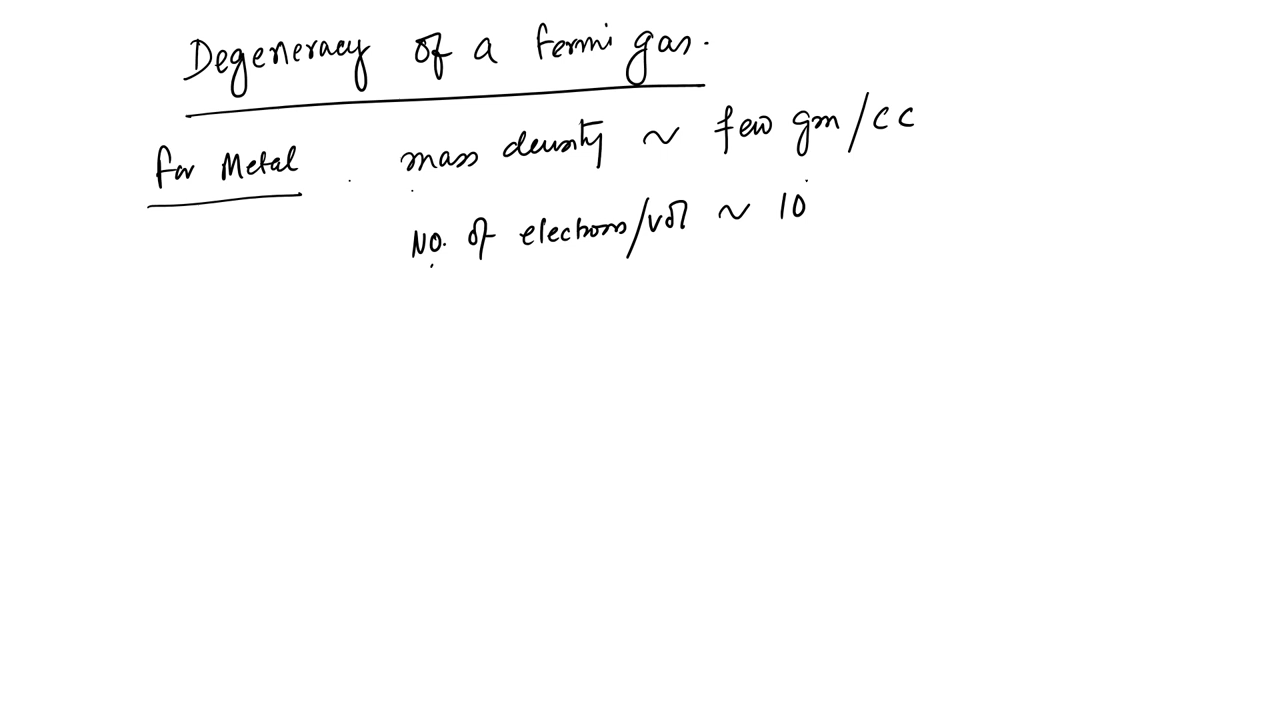 Degeneracy of a Fermi gas.
For Metal mass density ~ few gm/cc
No. of electrons/vol ~ 10